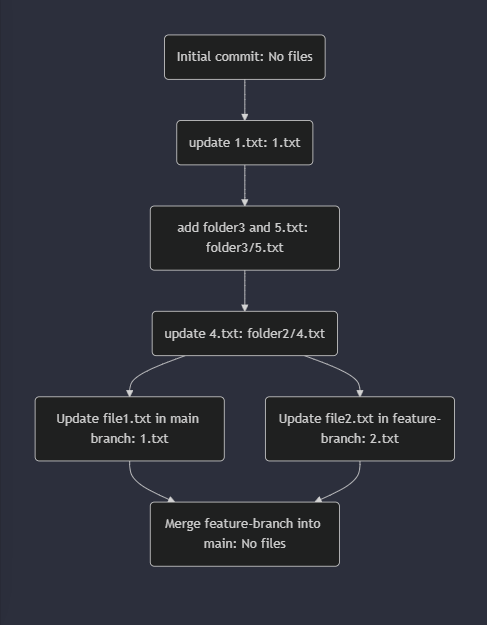 Initial commit: No files
update 1.txt: 1.txt
add folder3 and 5.txt:
folder3/5.txt
update 4.txt: folder2/4.txt
Update file1.txt in main
branch: 1.txt
Update file2.txt in feature-
branch: 2.txt
Merge feature-branch into
main: No files